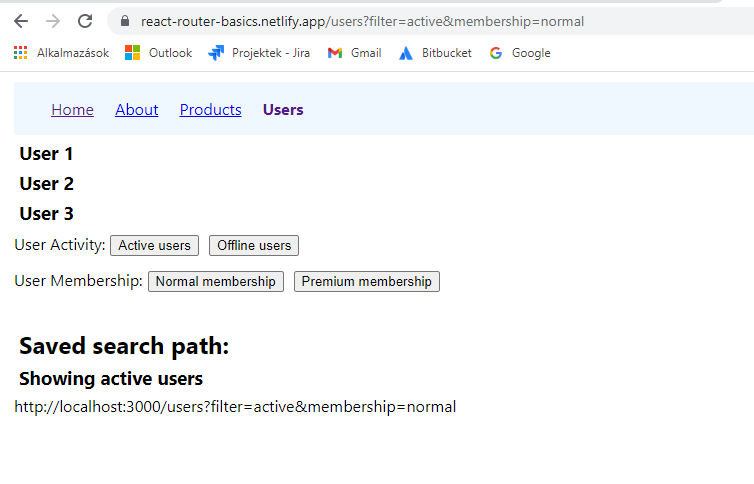 react-router-basics.netlify.app/users?filter=active&membership=normal
Alkalmazások Outlook Projektek - Jira Gmail Bitbucket Google
Home About Products Users
User 1
User 2
User 3
User Activity: Active users Offline users
User Membership: Normal membership Premium membership
Saved search path:
Showing active users
http://localhost:3000/users?filter=active&membership=normal